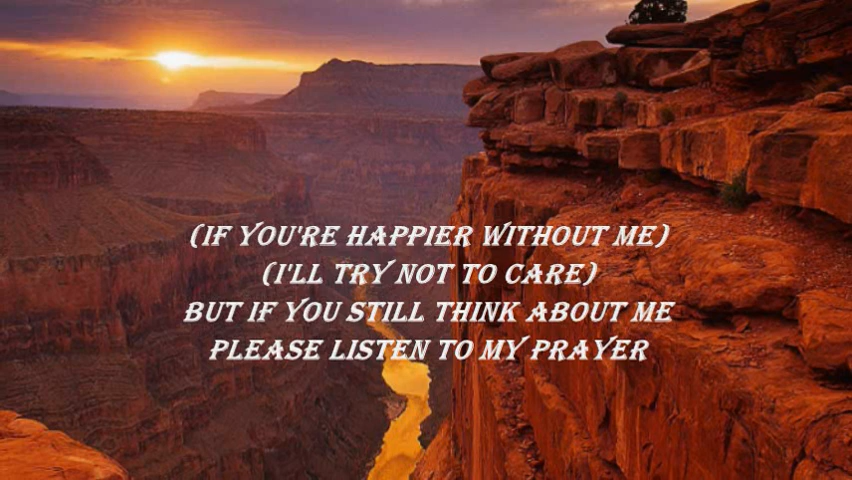 (IF YOU'RE HAPPIER WITHOUT ME)
(I'LL TRY NOT TO CARE)
BUT IF YOU STILL THINK ABOUT ME
PLEASE LISTEN TO MY PRAYER